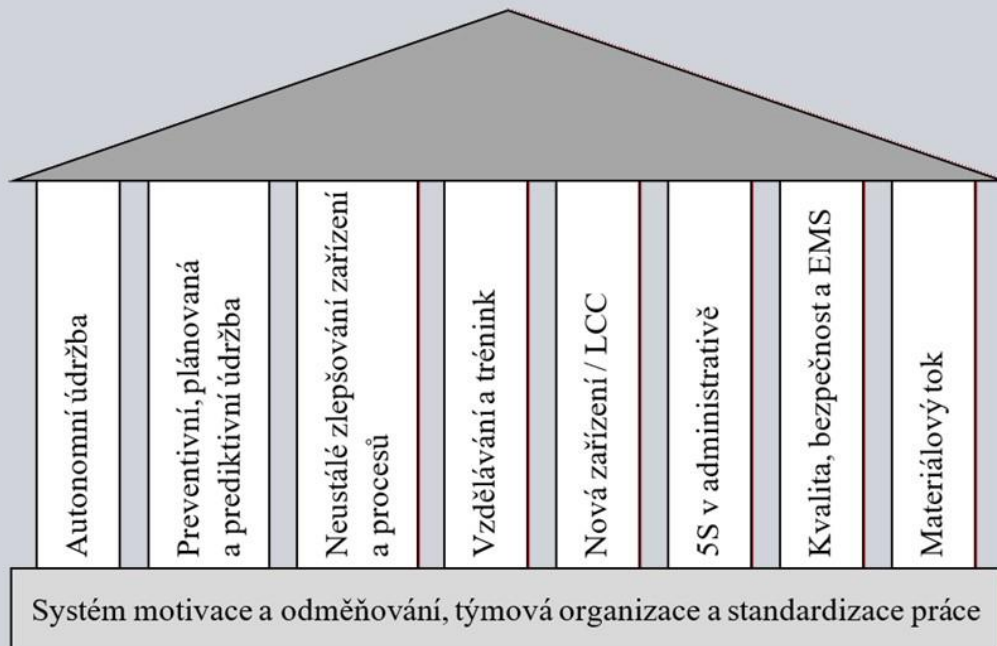 Autonomní údržba
Preventivní, plánovaná
a prediktivní údržba
Neustálé zlepšování zařízení
a procesů
Vzdělávání a trénink
Nová zařízení / LCC
5S v administrativě
Kvalita, bezpečnost a EMS
Materiálový tok
Systém motivace a odměňování, týmová organizace a standardizace práce